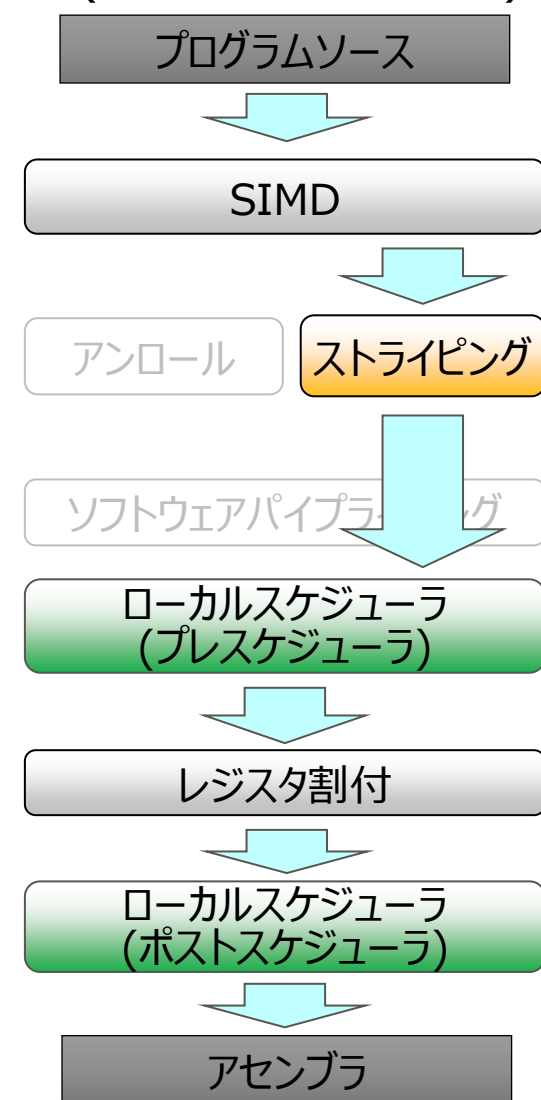 プログラムソース
SIMD
アンロール
ストライピング
ソフトウェアパイプラ
グ
ローカルスケジューラ
(プレスケジューラ)
レジスタ割付
ローカルスケジューラ
(ポストスケジューラ)
アセンブラ